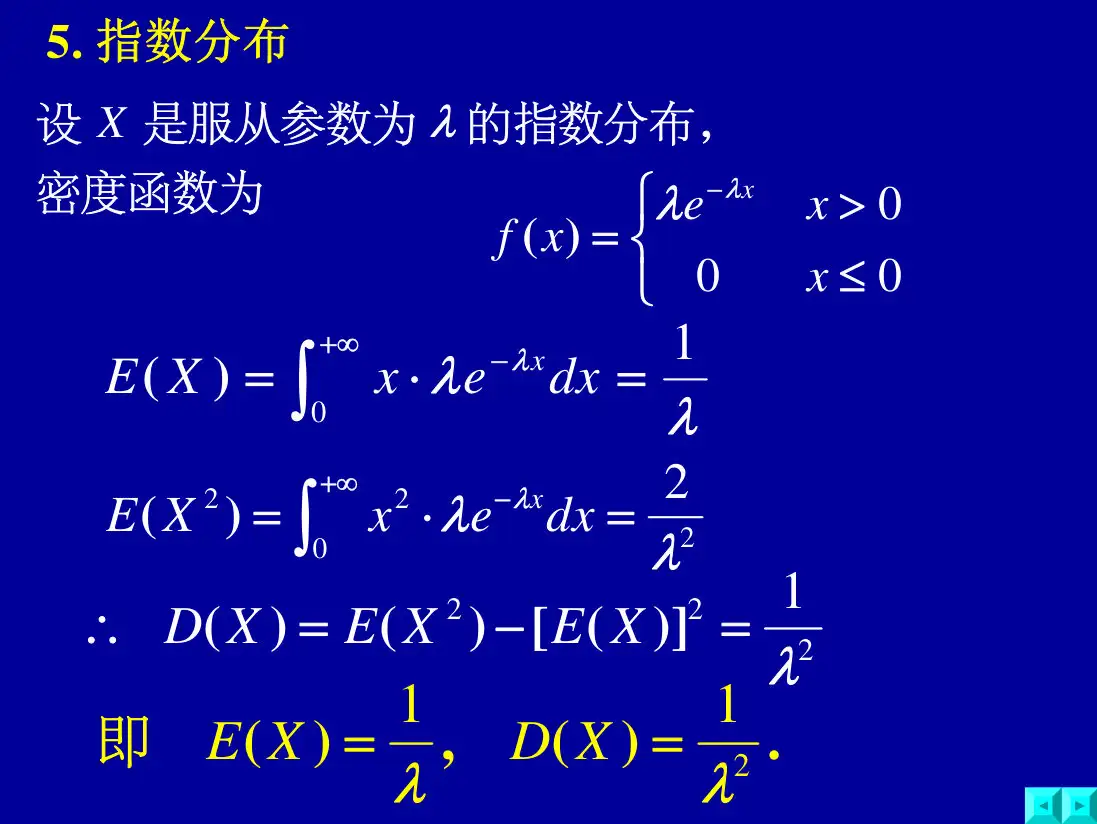 5. 指数分布
设 X 是服从参数为 λ 的指数分布，
密度函数为
f(x) = { λe^{-λx}  x > 0
0  x ≤ 0
E(X) = ∫_0^{+∞} x · λe^{-λx} dx = 1/λ
E(X²) = ∫_0^{+∞} x² · λe^{-λx} dx = 2/λ²
∴ D(X) = E(X²) − [E(X)]² = 1/λ²
即 E(X) = 1/λ， D(X) = 1/λ² .